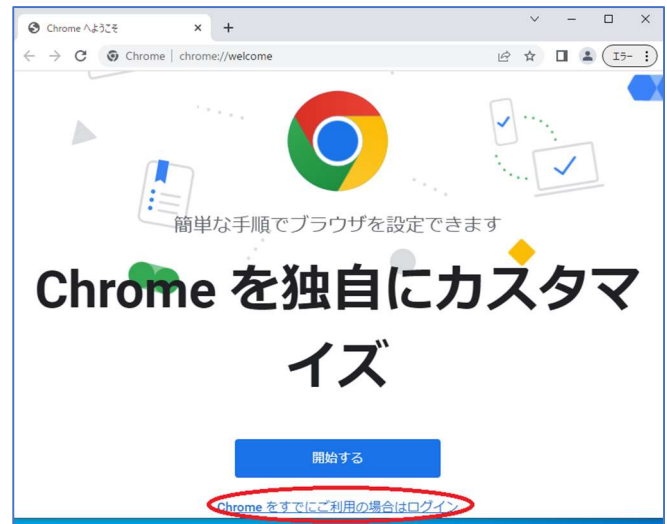 Chrome へようこそ
Chrome | chrome://welcome
エラー
簡単な手順でブラウザを設定できます
Chrome を独自にカスタマ
イズ
開始する
Chrome をすでにご利用の場合はログイン